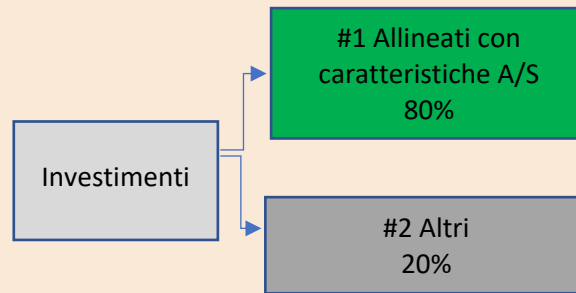 #1 Allineati con
caratteristiche A/S
80%
Investimenti
#2 Altri
20%